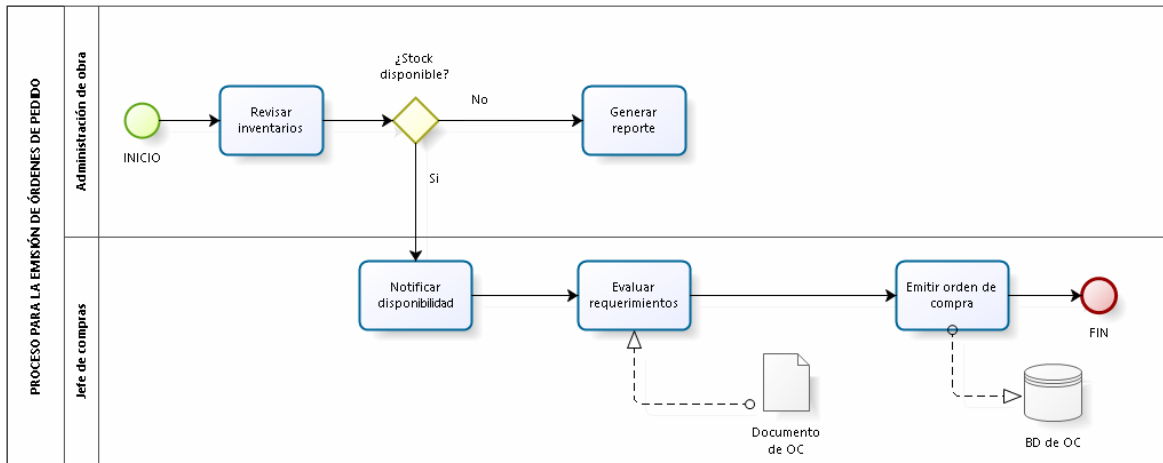 PROCESO PARA LA EMISIÓN DE ÓRDENES DE PEDIDO
Administración de obra
INICIO
Revisar
inventarios
¿Stock
disponible?
No
Si
Generar
reporte
Jefe de compras
Notificar
disponibilidad
Evaluar
requerimientos
Emitir orden de
compra
FIN
Documento
de OC
BD de OC